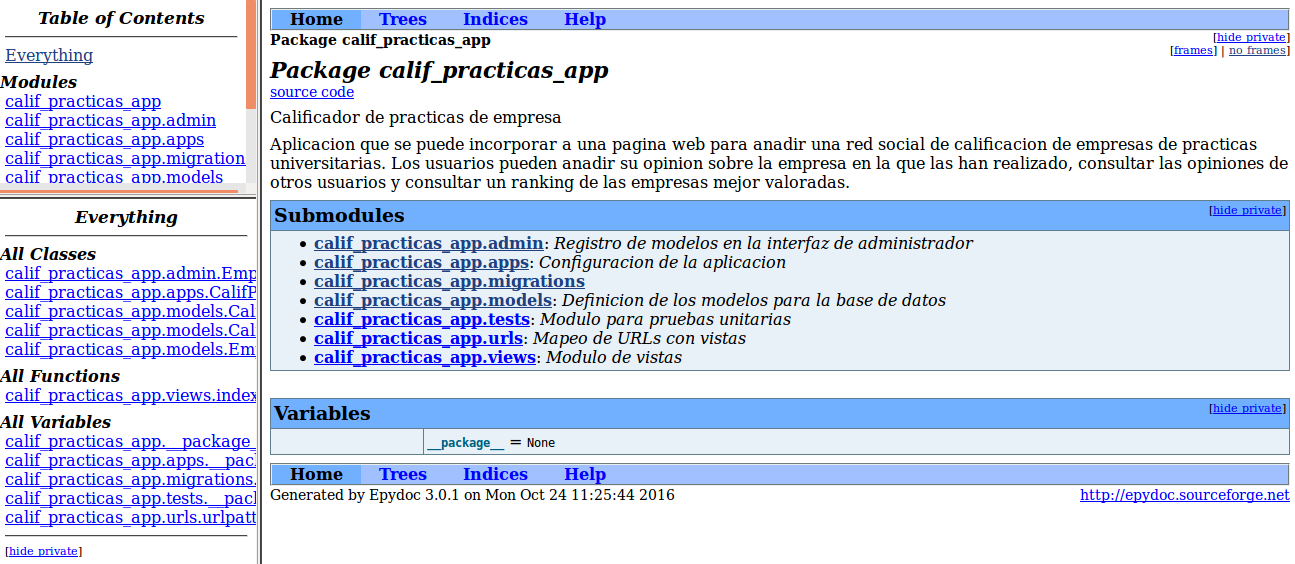 Table of Contents
Everything
Modules
calif_practicas_app
calif_practicas_app.admin
calif_practicas_app.apps
calif_practicas_app.migration
calif_practicas_app.models
Everything
All Classes
calif_practicas_app.admin.Emp
calif_practicas_app.apps.CalifP
calif_practicas_app.models.Cal
calif_practicas_app.models.Cal
calif_practicas_app.models.Em
All Functions
calif_practicas_app.views.index
All Variables
calif_practicas_app.__package_
calif_practicas_app.apps.__pac
calif_practicas_app.migrations.
calif_practicas_app.tests.__pac
calif_practicas_app.urls.urlpatt
[hide private]
Home Trees Indices Help
Package calif_practicas_app
[hide private]
[frames] | no frames]
Package calif_practicas_app
source code
Calificador de practicas de empresa
Aplicacion que se puede incorporar a una pagina web para anadir una red social de calificacion de empresas de practicas
universitarias. Los usuarios pueden anadir su opinion sobre la empresa en la que las han realizado, consultar las opiniones de
otros usuarios y consultar un ranking de las empresas mejor valoradas.
Submodules [hide private]
• calif_practicas_app.admin: Registro de modelos en la interfaz de administrador
• calif_practicas_app.apps: Configuracion de la aplicacion
• calif_practicas_app.migrations
• calif_practicas_app.models: Definicion de los modelos para la base de datos
• calif_practicas_app.tests: Modulo para pruebas unitarias
• calif_practicas_app.urls: Mapeo de URLs con vistas
• calif_practicas_app.views: Modulo de vistas
Variables [hide private]
__package__ = None
Home Trees Indices Help
Generated by Epydoc 3.0.1 on Mon Oct 24 11:25:44 2016 http://epydoc.sourceforge.net